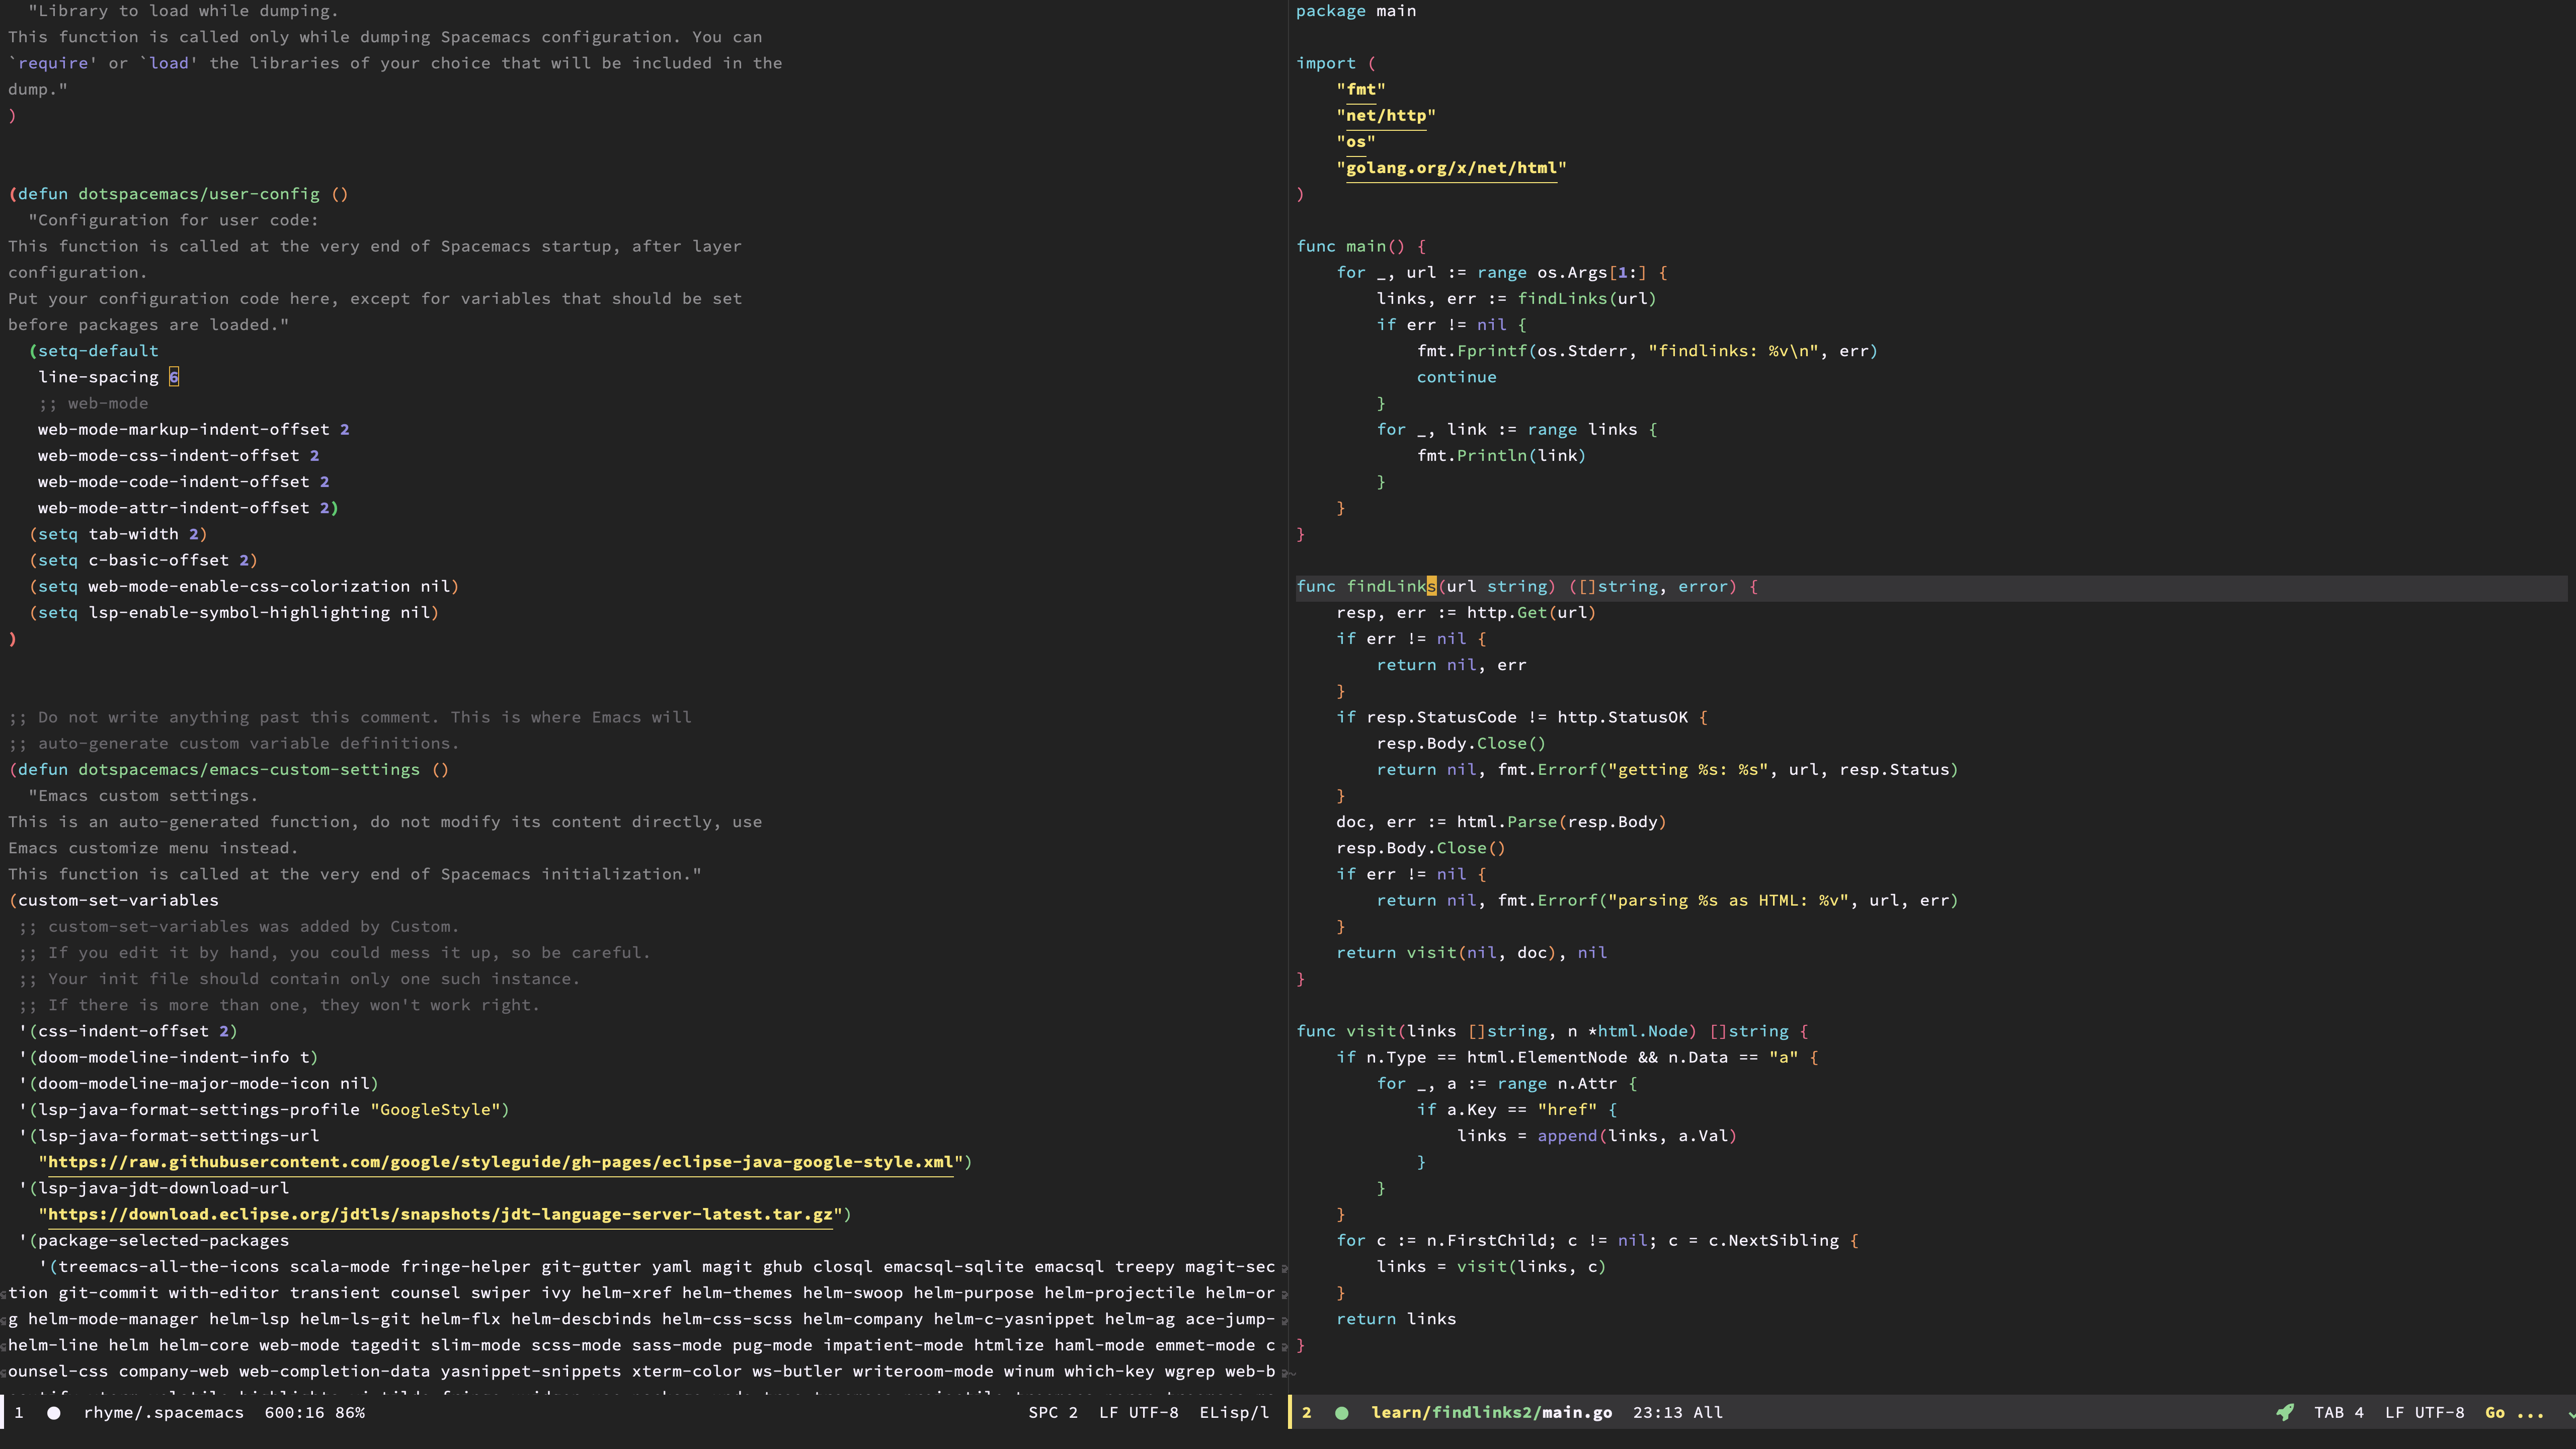 "Library to load while dumping.
This function is called only while dumping Spacemacs configuration. You can
`require' or `load' the libraries of your choice that will be included in the
dump."
)
(defun dotspacemacs/user-config ()
"Configuration for user code:
This function is called at the very end of Spacemacs startup, after layer
configuration.
Put your configuration code here, except for variables that should be set
before packages are loaded."
(setq-default
line-spacing 6
;; web-mode
web-mode-markup-indent-offset 2
web-mode-css-indent-offset 2
web-mode-code-indent-offset 2
web-mode-attr-indent-offset 2)
(setq tab-width 2)
(setq c-basic-offset 2)
(setq web-mode-enable-css-colorization nil)
(setq lsp-enable-symbol-highlighting nil)
)
;; Do not write anything past this comment. This is where Emacs will
;; auto-generate custom variable definitions.
(defun dotspacemacs/emacs-custom-settings ()
"Emacs custom settings.
This is an auto-generated function, do not modify its content directly, use
Emacs customize menu instead.
This function is called at the very end of Spacemacs initialization."
(custom-set-variables
;; custom-set-variables was added by Custom.
;; If you edit it by hand, you could mess it up, so be careful.
;; Your init file should contain only one such instance.
;; If there is more than one, they won't work right.
'(css-indent-offset 2)
'(doom-modeline-indent-info t)
'(doom-modeline-major-mode-icon nil)
'(lsp-java-format-settings-profile "GoogleStyle")
'(lsp-java-format-settings-url
"https://raw.githubusercontent.com/google/styleguide/gh-pages/eclipse-java-google-style.xml")
'(lsp-java-jdt-download-url
"https://download.eclipse.org/jdtls/snapshots/jdt-language-server-latest.tar.gz")
'(package-selected-packages
'(treemacs-all-the-icons scala-mode fringe-helper git-gutter yaml magit ghub closql emacsql-sqlite emacsql treepy magit-sec
tion git-commit with-editor transient counsel swiper ivy helm-xref helm-themes helm-swoop helm-purpose helm-projectile helm-or
g helm-mode-manager helm-lsp helm-ls-git helm-flx helm-descbinds helm-css-scss helm-company helm-c-yasnippet helm-ag ace-jump-
helm-line helm helm-core web-mode tagedit slim-mode scss-mode sass-mode pug-mode impatient-mode htmlize haml-mode emmet-mode c
ounsel-css company-web web-completion-data yasnippet-snippets xterm-color ws-butler writeroom-mode winum which-key wgrep web-b
1 rhyme/.spacemacs 600:16 86% SPC 2 LF UTF-8 ELisp/l
package main
import (
"fmt"
"net/http"
"os"
"golang.org/x/net/html"
)
func main() {
for _, url := range os.Args[1:] {
links, err := findLinks(url)
if err != nil {
fmt.Fprintf(os.Stderr, "findlinks: %v\n", err)
continue
}
for _, link := range links {
fmt.Println(link)
}
}
}
func findLinks(url string) ([]string, error) {
resp, err := http.Get(url)
if err != nil {
return nil, err
}
if resp.StatusCode != http.StatusOK {
resp.Body.Close()
return nil, fmt.Errorf("getting %s: %s", url, resp.Status)
}
doc, err := html.Parse(resp.Body)
resp.Body.Close()
if err != nil {
return nil, fmt.Errorf("parsing %s as HTML: %v", url, err)
}
return visit(nil, doc), nil
}
func visit(links []string, n *html.Node) []string {
if n.Type == html.ElementNode && n.Data == "a" {
for _, a := range n.Attr {
if a.Key == "href" {
links = append(links, a.Val)
}
}
}
for c := n.FirstChild; c != nil; c = c.NextSibling {
links = visit(links, c)
}
return links
}
~
2 learn/findlinks2/main.go 23:13 All TAB 4 LF UTF-8 Go ...